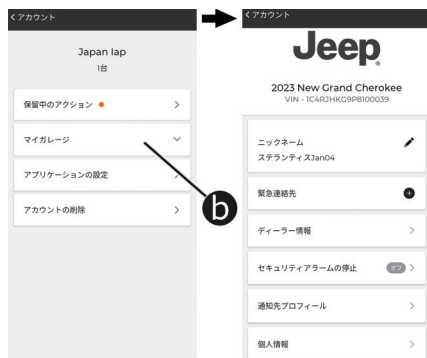 アカウント
Japan lap
1台
保留中のアクション
マイガレージ
アプリケーションの設定
アカウントの削除
b
アカウント
Jeep
2023 New Grand Cherokee
VIN - 1C4RJHKG9P8100039
ニックネーム
ステランティスJan04
緊急連絡先
ディーラー情報
セキュリティアラームの停止 オフ
通知先プロフィール
個人情報